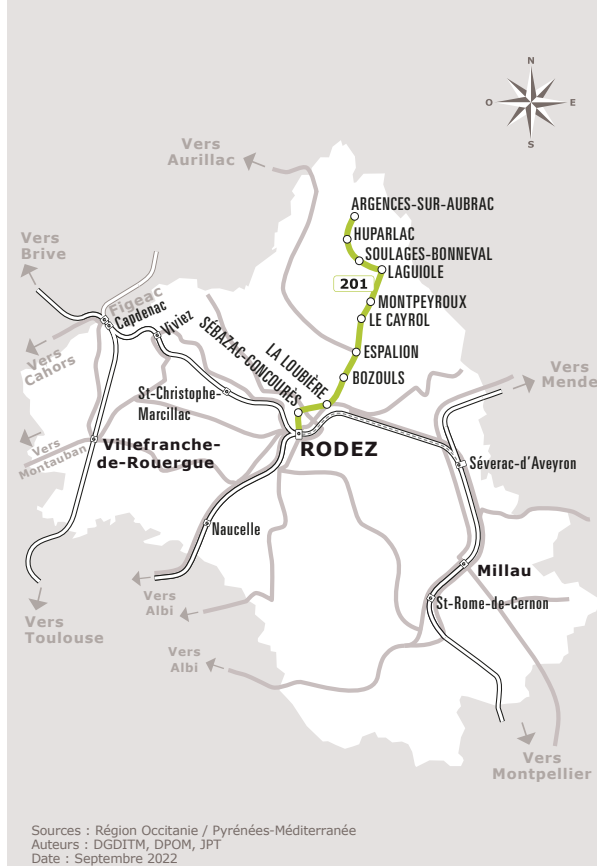 N
O
E
S
Vers
Aurillac
ARGENCES-SUR-AUBRAC
HUPARLAC
SOULAGES-BONNEVAL
LAGUIOLE
201
MONTPEYROUX
LE CAYROL
ESPALION
BOZOULS
LA LOUBIÈRE
SÉBAZAC-CONCOURÈS
RODEZ
Vers
Brive
Figeac
Capdenac
Viviez
Vers
Cahors
St-Christophe-
Marcillac
Vers
Mende
Vers
Montauban
Villefranche-
de-Rouergue
Séverac-d'Aveyron
Naucelle
Millau
St-Rome-de-Cernon
Vers
Albi
Vers
Toulouse
Vers
Albi
Vers
Montpellier
Sources : Région Occitanie / Pyrénées-Méditerranée
Auteurs : DGDITM, DPOM, JPT
Date : Septembre 2022